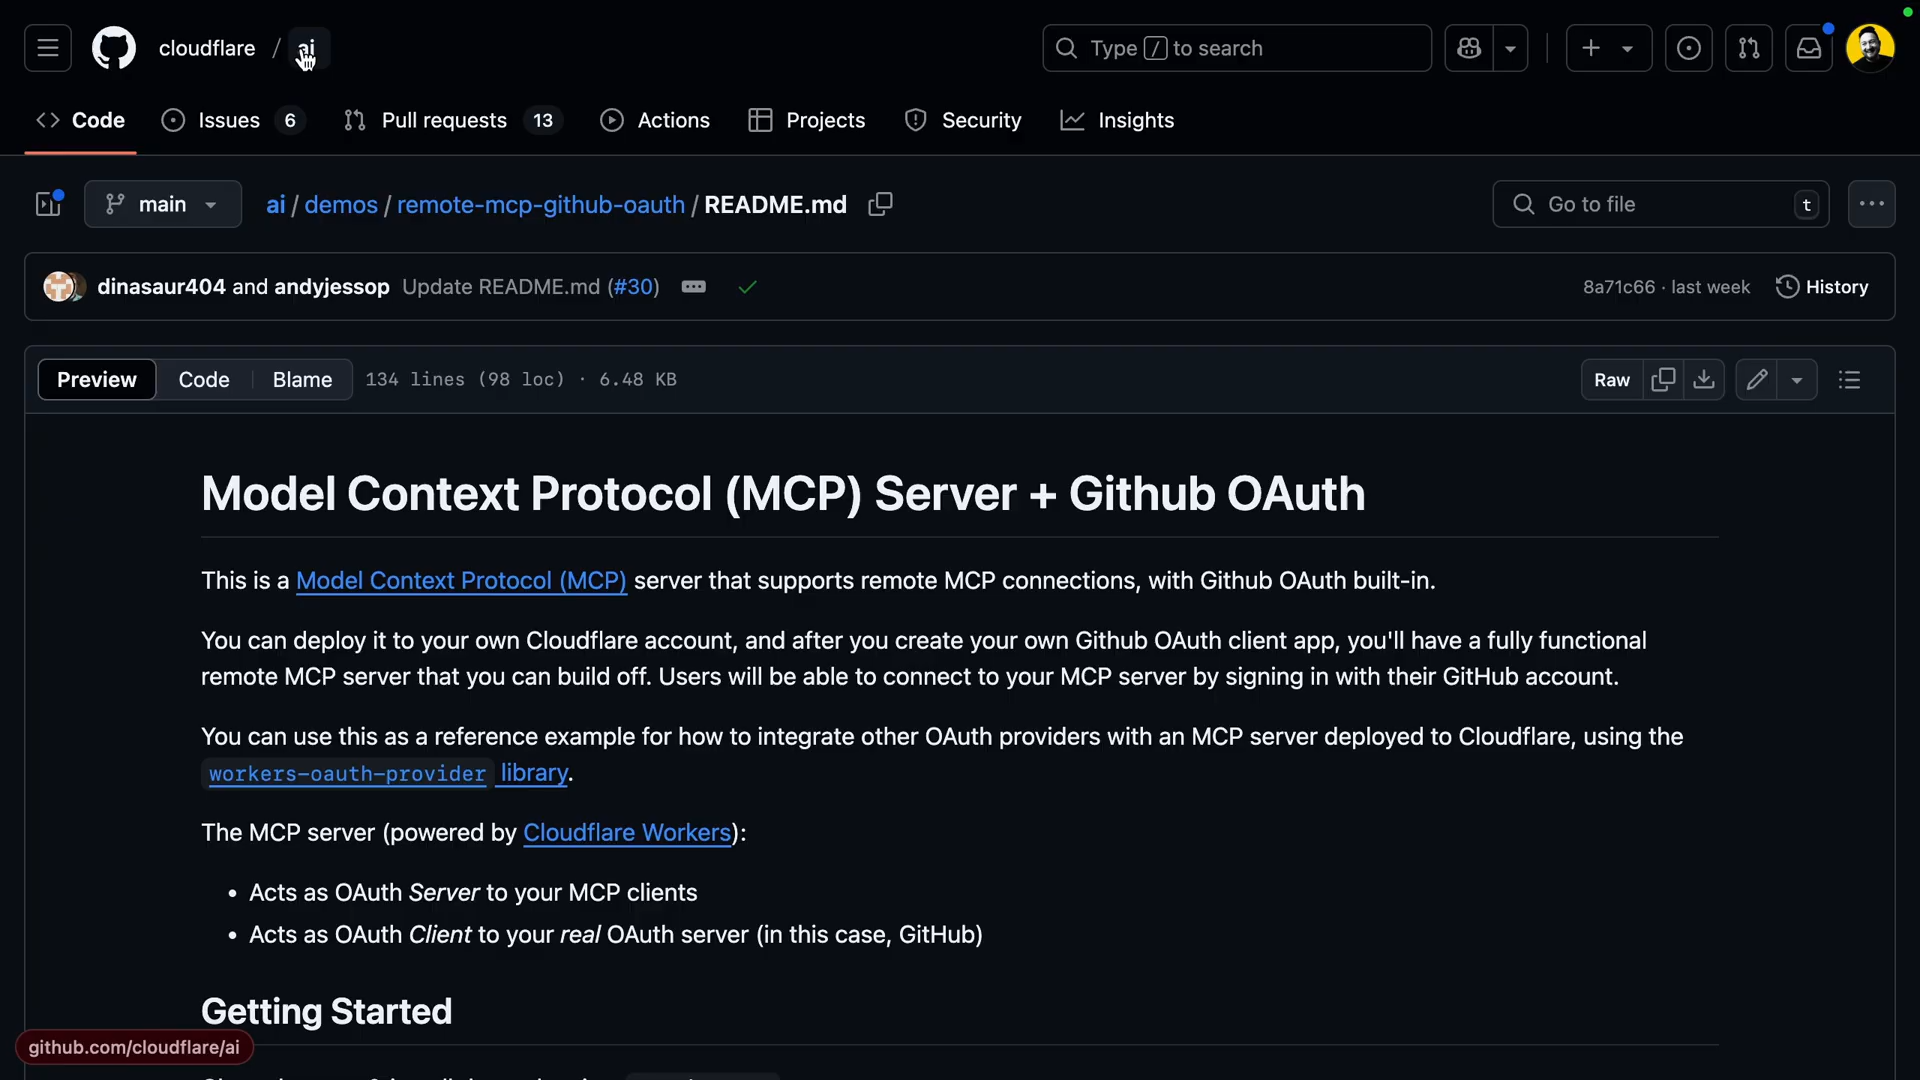 cloudflare / ai
Type / to search
Code
Issues 6
Pull requests 13
Actions
Projects
Security
Insights
main
ai / demos / remote-mcp-github-oauth / README.md
Go to file
t
dinasaur404 and andyjessop Update README.md (#30)
8a71c66 · last week
History
Preview
Code
Blame
134 lines (98 loc) · 6.48 KB
Raw
Model Context Protocol (MCP) Server + Github OAuth
This is a Model Context Protocol (MCP) server that supports remote MCP connections, with Github OAuth built-in.
You can deploy it to your own Cloudflare account, and after you create your own Github OAuth client app, you'll have a fully functional
remote MCP server that you can build off. Users will be able to connect to your MCP server by signing in with their GitHub account.
You can use this as a reference example for how to integrate other OAuth providers with an MCP server deployed to Cloudflare, using the
workers-oauth-provider library.
The MCP server (powered by Cloudflare Workers):
• Acts as OAuth Server to your MCP clients
• Acts as OAuth Client to your real OAuth server (in this case, GitHub)
Getting Started
github.com/cloudflare/ai